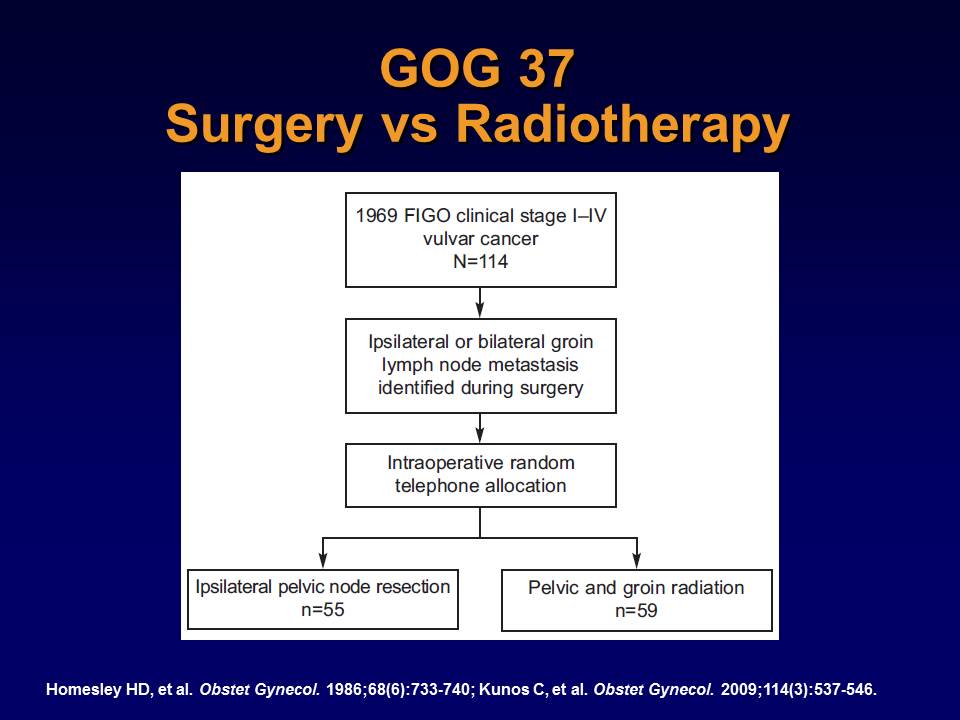 GOG 37
Surgery vs Radiotherapy
1969 FIGO clinical stage I–IV
vulvar cancer
N=114
Ipsilateral or bilateral groin
lymph node metastasis
identified during surgery
Intraoperative random
telephone allocation
Ipsilateral pelvic node resection
n=55
Pelvic and groin radiation
n=59
Homesley HD, et al. Obstet Gynecol. 1986;68(6):733-740; Kunos C, et al. Obstet Gynecol. 2009;114(3):537-546.